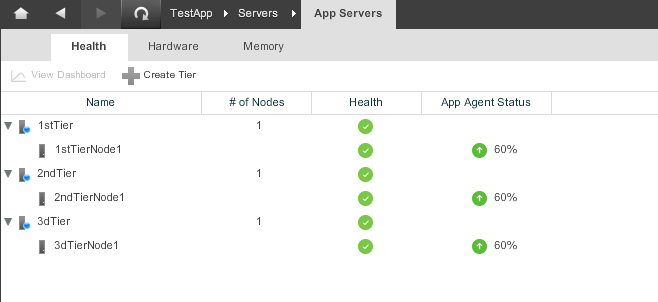 TestApp Servers App Servers
Health Hardware Memory
View Dashboard Create Tier
Name # of Nodes Health App Agent Status
1stTier 1
1stTierNode1 60%
2ndTier 1
2ndTierNode1 60%
3dTier 1
3dTierNode1 60%